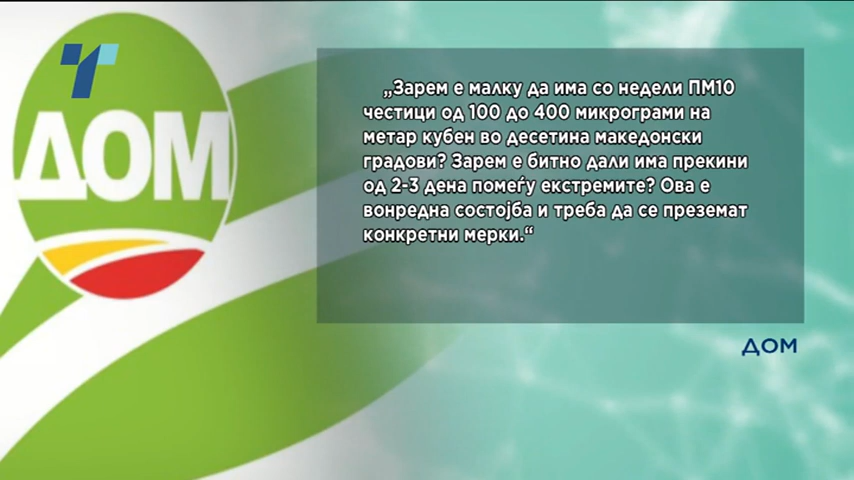 ДОМ
„Зарем е малку да има со недели ПМ10
честици од 100 до 400 микрограми на
метар кубен во десетина македонски
градови? Зарем е битно дали има прекини
од 2-3 дена помеѓу екстремите? Ова е
вонредна состојба и треба да се преземат
конкретни мерки.“
ДОМ